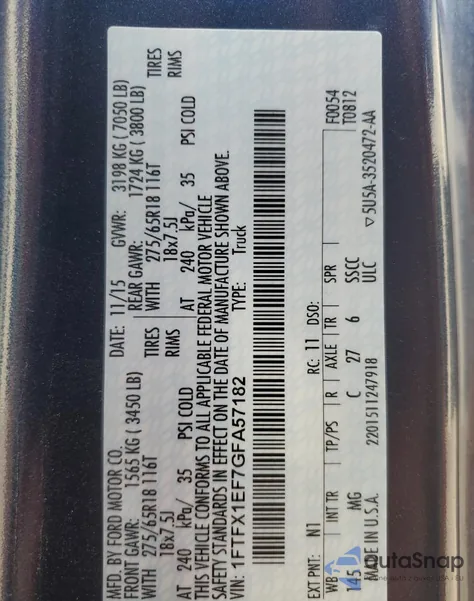 MFD. BY FORD MOTOR CO. DATE: 11/15 GVWR: 3198 KG ( 7050 LB)
FRONT GAWR: 1565 KG ( 3450 LB) REAR GAWR: 1724 KG ( 3800 LB)
WITH 275/65R18 116T TIRES WITH 275/65R18 116T TIRES
18x7.5J RIMS 18x7.5J RIMS
AT 240 kPa/ 35 PSI COLD AT 240 kPa/ 35 PSI COLD
THIS VEHICLE CONFORMS TO ALL APPLICABLE FEDERAL MOTOR VEHICLE
SAFETY STANDARDS IN EFFECT ON THE DATE OF MANUFACTURE SHOWN ABOVE.
VIN: 1FTFX1EF7GFA57182 TYPE: Truck
EXT PNT: N1 RC: 11 DSO: F0054
T0812
WB INT TR TP/PS R AXLE TR SPR
145 MG C 27 6 SSCC
ULC
MADE IN U.S.A. 2201511247918 ▽5U5A-3520472-AA
AutaSnap